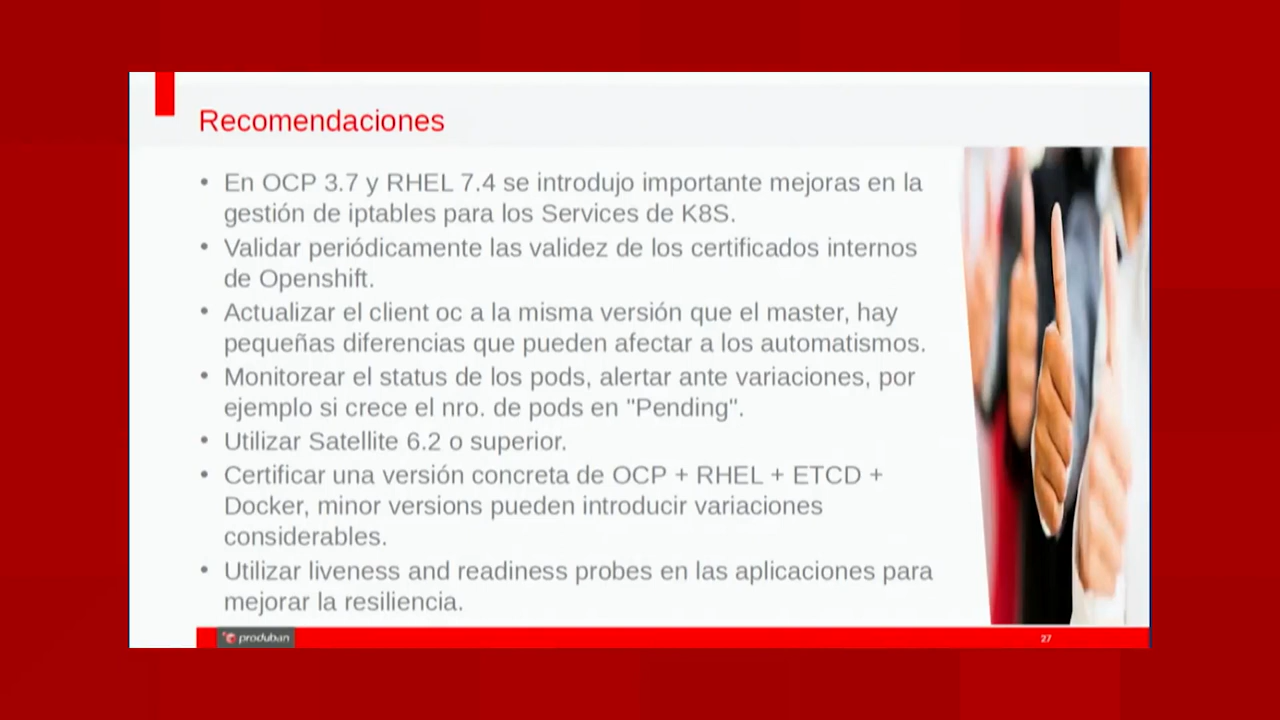 Recomendaciones
• En OCP 3.7 y RHEL 7.4 se introdujo importante mejoras en la
gestión de iptables para los Services de K8S.
• Validar periódicamente las validez de los certificados internos
de Openshift.
• Actualizar el client oc a la misma versión que el master, hay
pequeñas diferencias que pueden afectar a los automatismos.
• Monitorear el status de los pods, alertar ante variaciones, por
ejemplo si crece el nro. de pods en "Pending".
• Utilizar Satellite 6.2 o superior.
• Certificar una versión concreta de OCP + RHEL + ETCD +
Docker, minor versions pueden introducir variaciones
considerables.
• Utilizar liveness and readiness probes en las aplicaciones para
mejorar la resiliencia.
produban
27